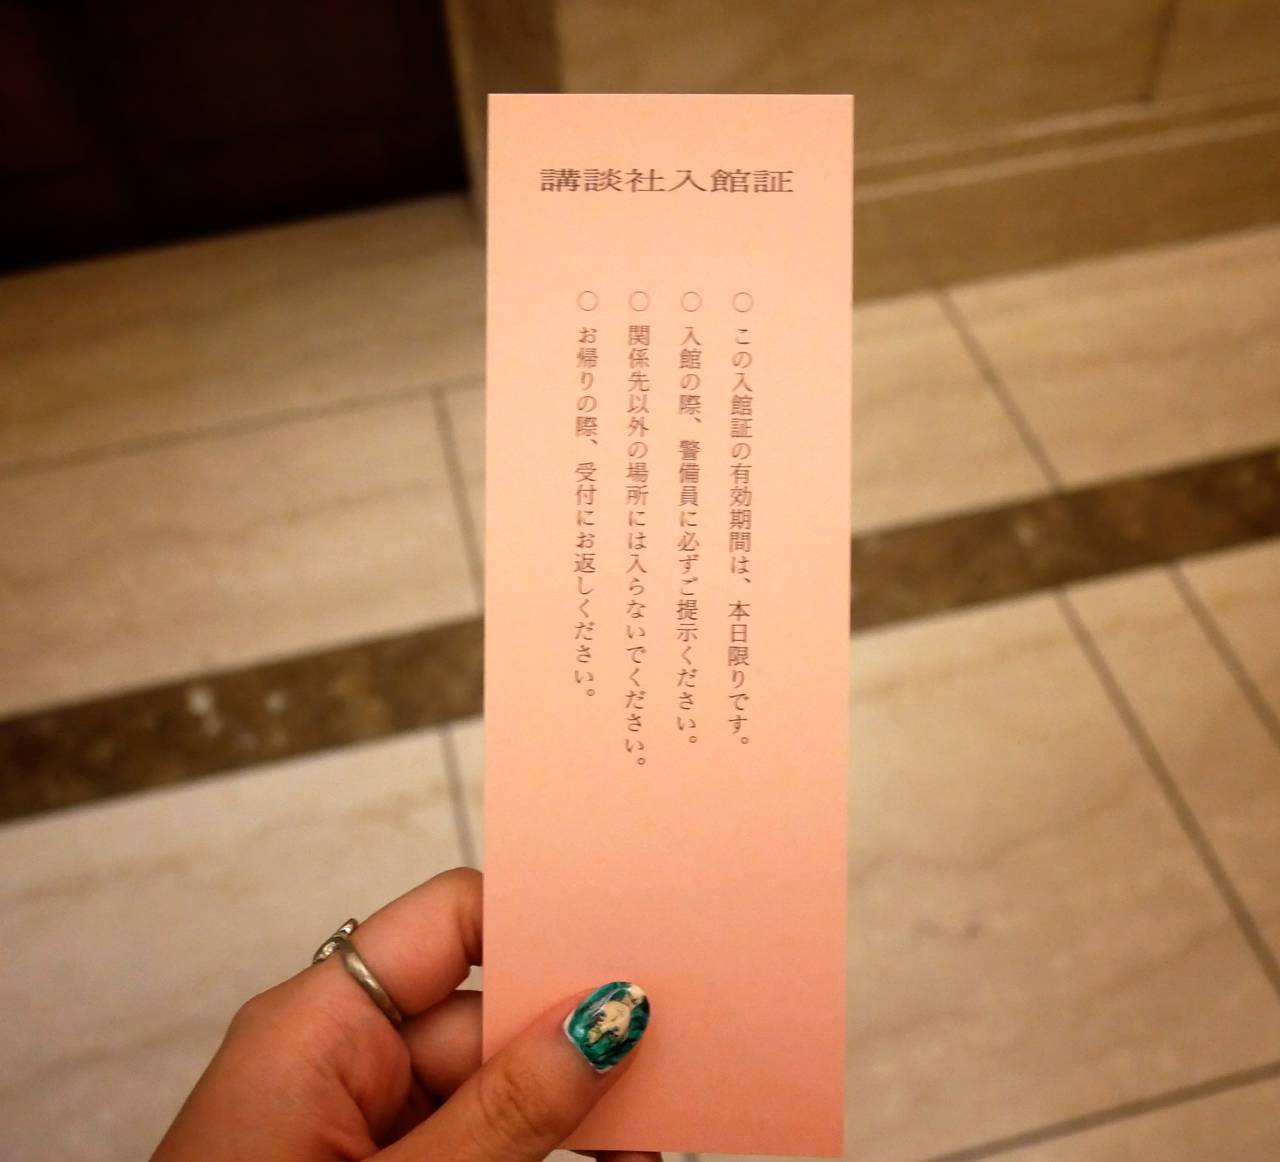 講談社入館証
○ この入館証の有効期間は、本日限りです。
○ 入館の際、警備員に必ずご提示ください。
○ 関係先以外の場所には入らないでください。
○ お帰りの際、受付にお返しください。